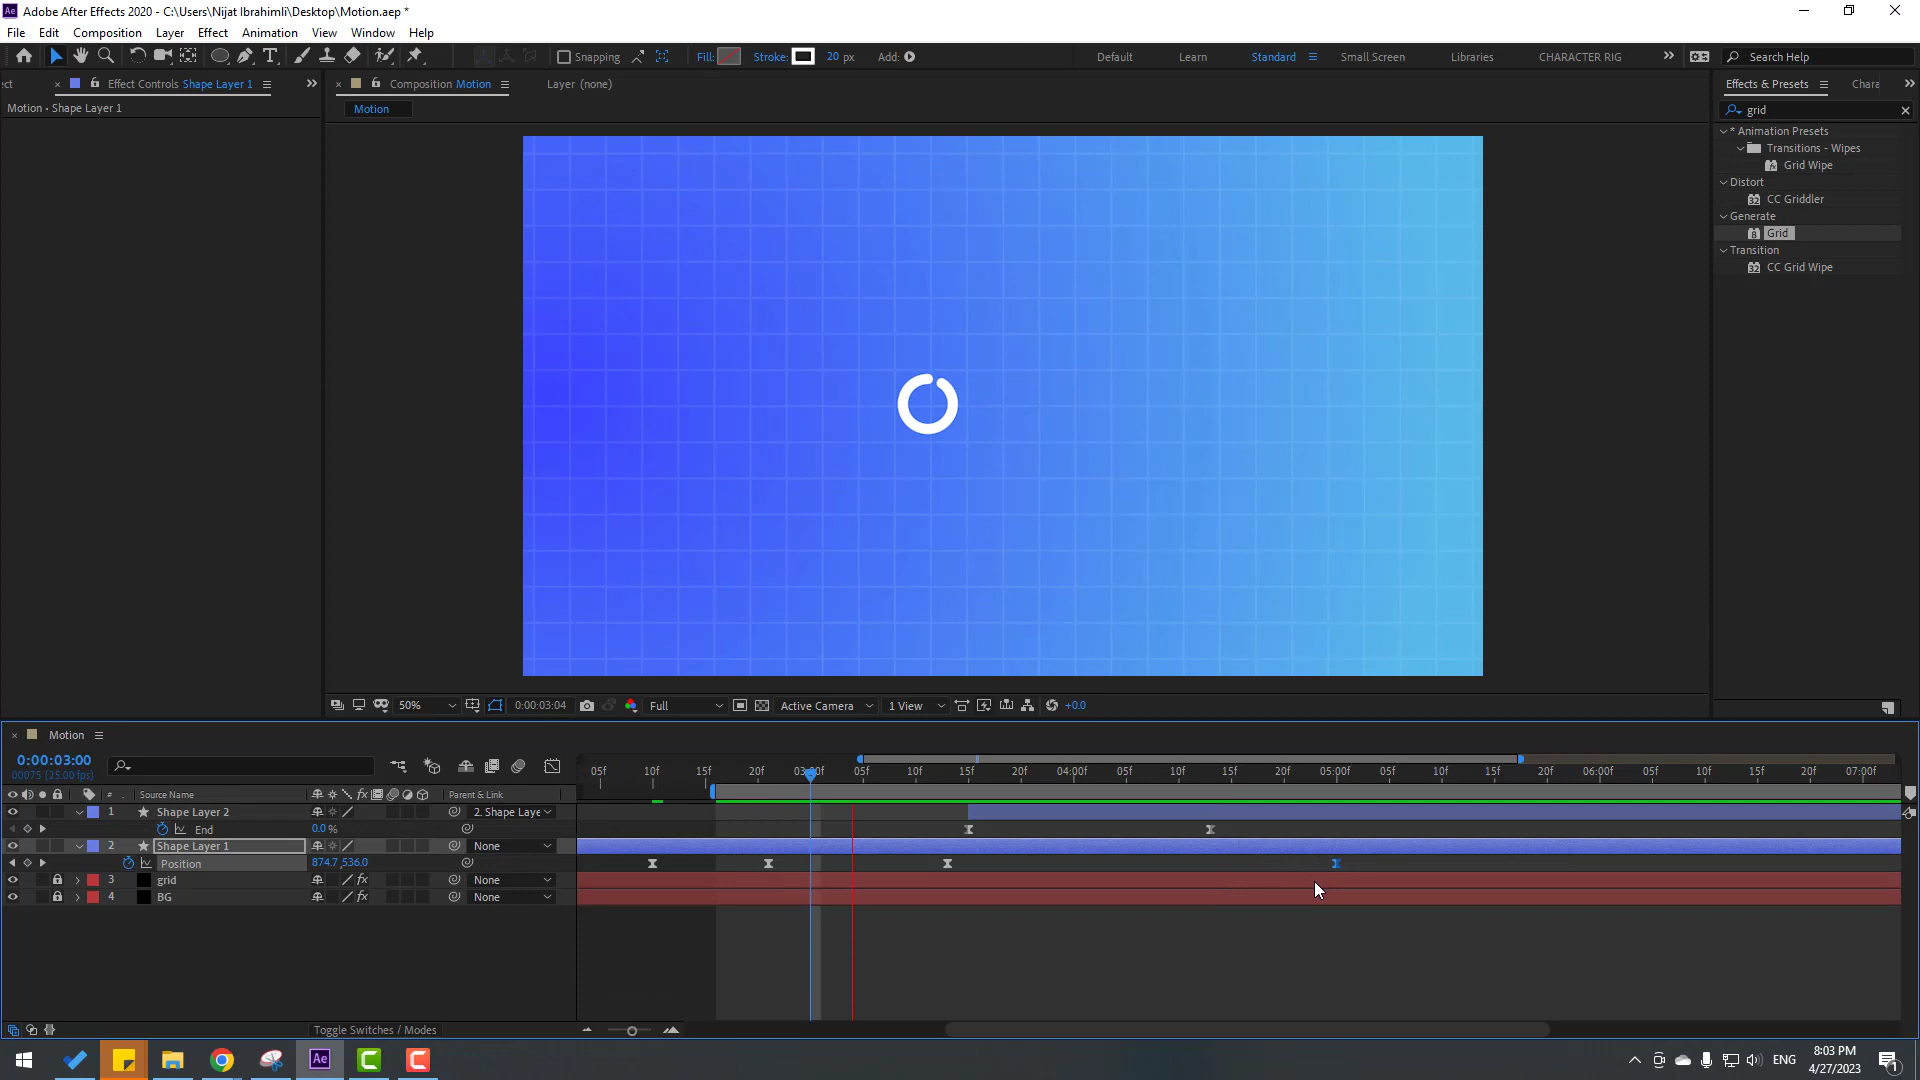 Adobe After Effects 2020 - C:\Users\Nijat Ibrahimli\Desktop\Motion.aep *
File Edit Composition Layer Effect Animation View Window Help
Snapping Fill: Stroke: 20 px Add: Default Learn Standard Small Screen Libraries CHARACTER RIG Search Help
ect Effect Controls Shape Layer 1 Composition Motion Layer (none) Effects & Presets Chara
Motion • Shape Layer 1
Motion
grid
* Animation Presets
Transitions - Wipes
Grid Wipe
Distort
CC Griddler
Generate
Grid
Transition
CC Grid Wipe
50% 0:00:03:04 Full Active Camera 1 View +0.0
Motion
0:00:03:00
00075 (25.00 fps)
05f 10f 15f 20f 03:00f 05f 10f 15f 20f 04:00f 05f 10f 15f 20f 05:00f 05f 10f 15f 20f 06:00f 05f 10f 15f 20f 07:00f
# Source Name Parent & Link
1 Shape Layer 2 2. Shape Laye
End 0.0 %
2 Shape Layer 1 None
Position 874.7,536.0
3 grid None
4 BG None
Toggle Switches / Modes
ENG 8:03 PM
4/27/2023
1